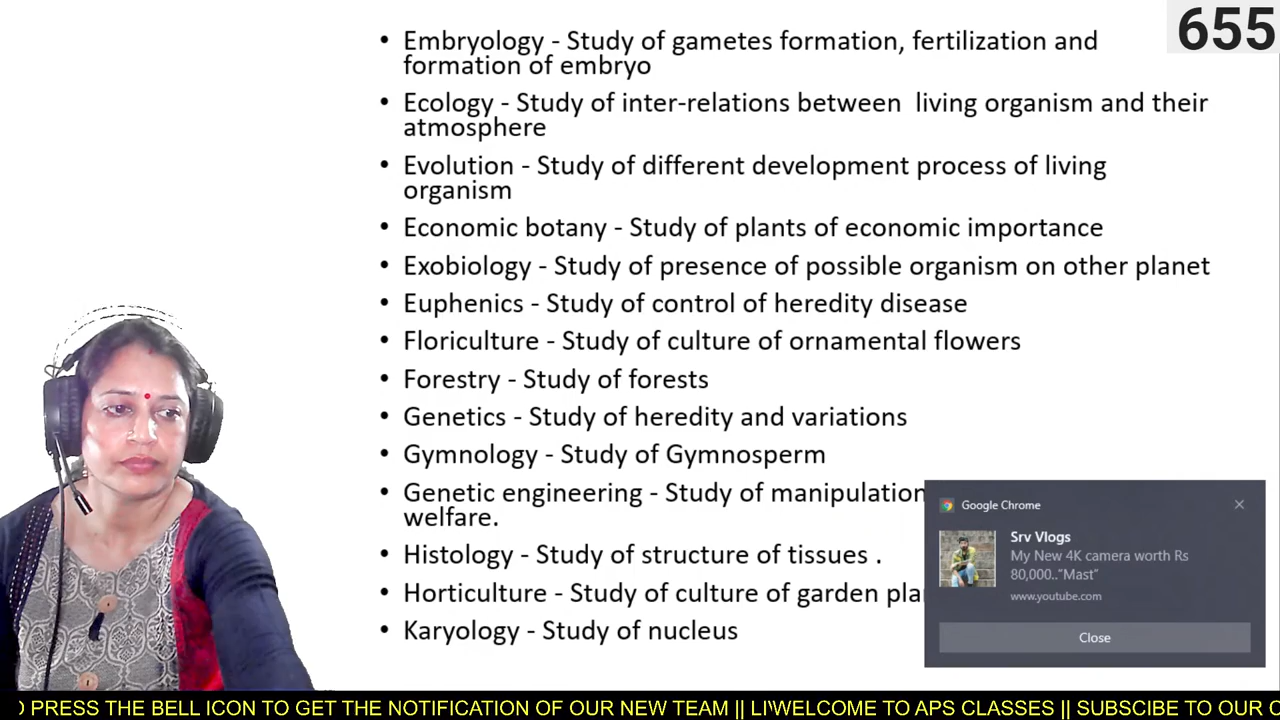 655
• Embryology - Study of gametes formation, fertilization and
formation of embryo
• Ecology - Study of inter-relations between  living organism and their
atmosphere
• Evolution - Study of different development process of living
organism
• Economic botany - Study of plants of economic importance
• Exobiology - Study of presence of possible organism on other planet
• Euphenics - Study of control of heredity disease
• Floriculture - Study of culture of ornamental flowers
• Forestry - Study of forests
• Genetics - Study of heredity and variations
• Gymnology - Study of Gymnosperm
• Genetic engineering - Study of manipulation
welfare.
• Histology - Study of structure of tissues .
• Horticulture - Study of culture of garden
• Karyology - Study of nucleus
Google Chrome
Srv Vlogs
My New 4K camera worth Rs
80,000.."Mast"
www.youtube.com
Close
PRESS THE BELL ICON TO GET THE NOTIFICATION OF OUR NEW TEAM || WELCOME TO APS CLASSES || SUBSCIBE TO OUR